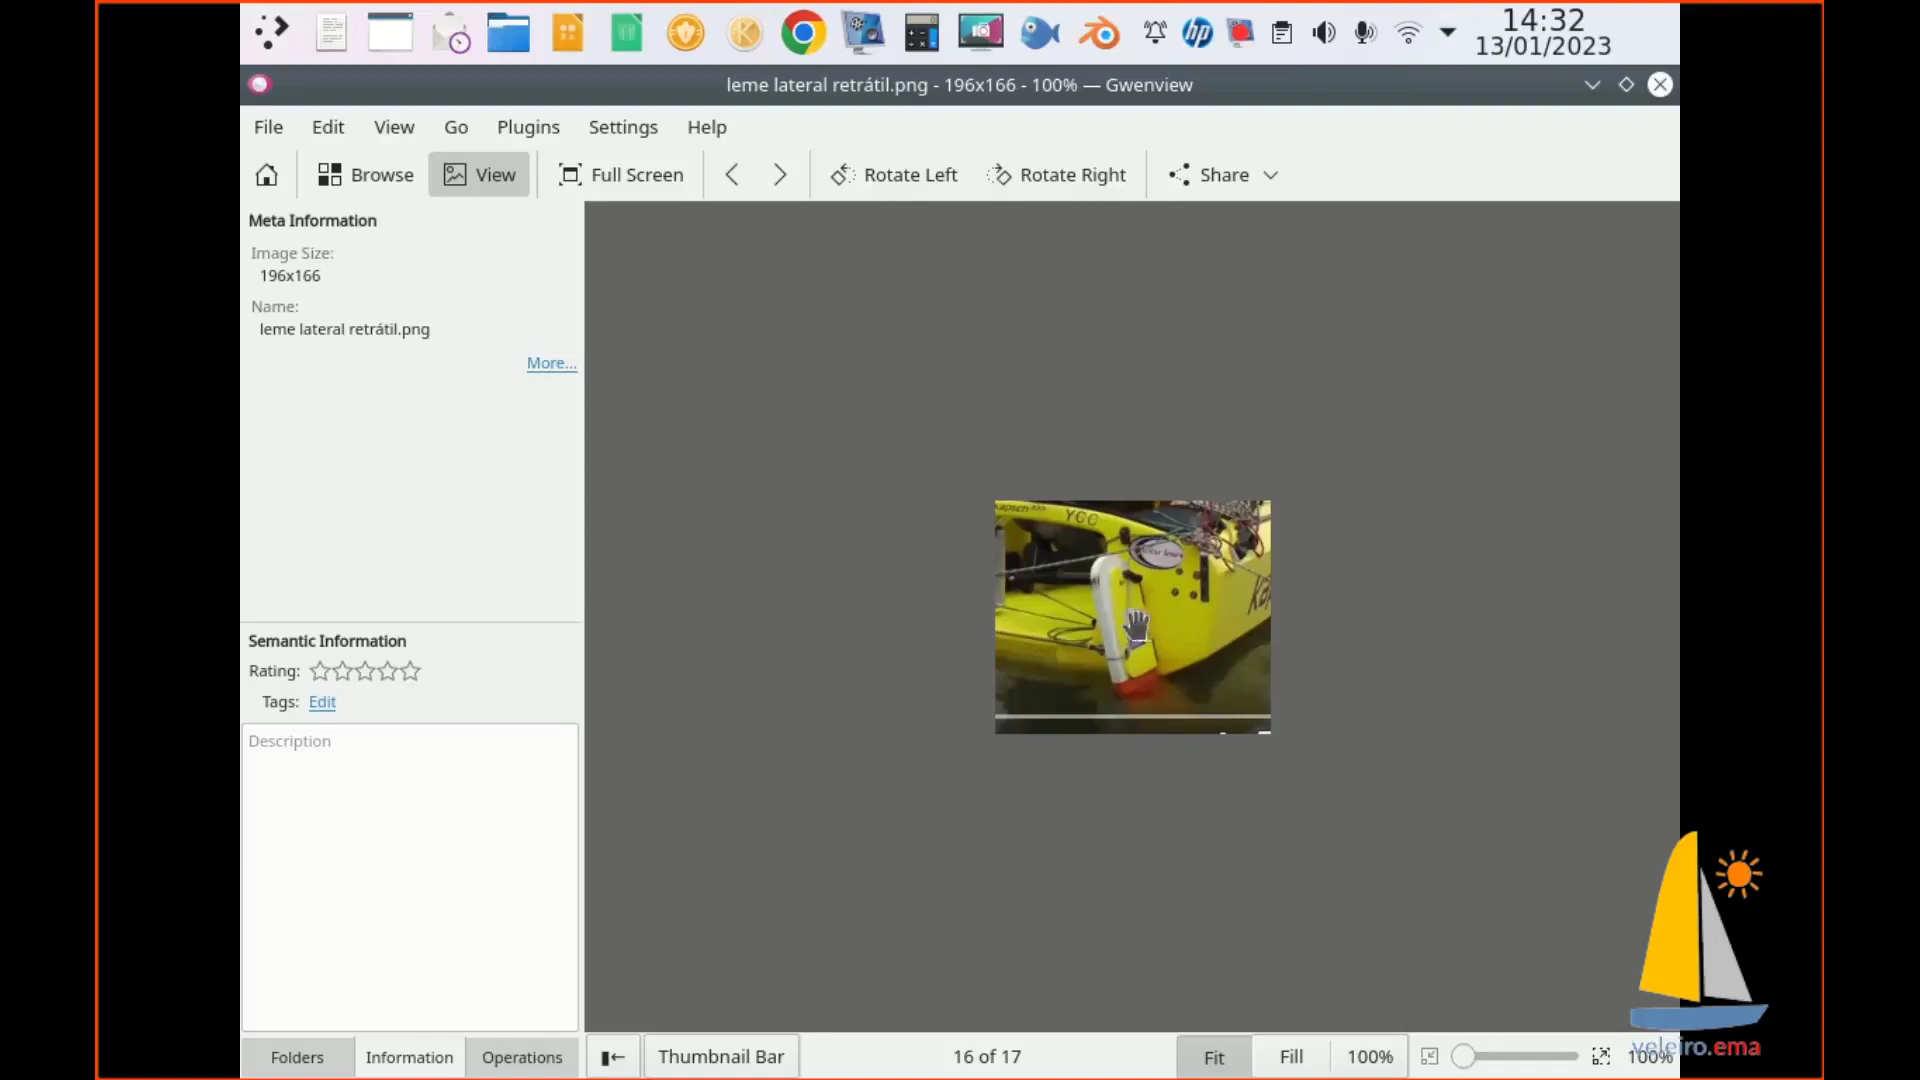 14:32
13/01/2023
leme lateral retrátil.png - 196x166 - 100% — Gwenview
File Edit View Go Plugins Settings Help
Browse View Full Screen Rotate Left Rotate Right Share
Meta Information
Image Size:
196x166
Name:
leme lateral retrátil.png
More...
YCC
Semantic Information
Rating:
Tags: Edit
Description
Folders Information Operations Thumbnail Bar 16 of 17 Fit Fill 100% 100%
veleiro.ema